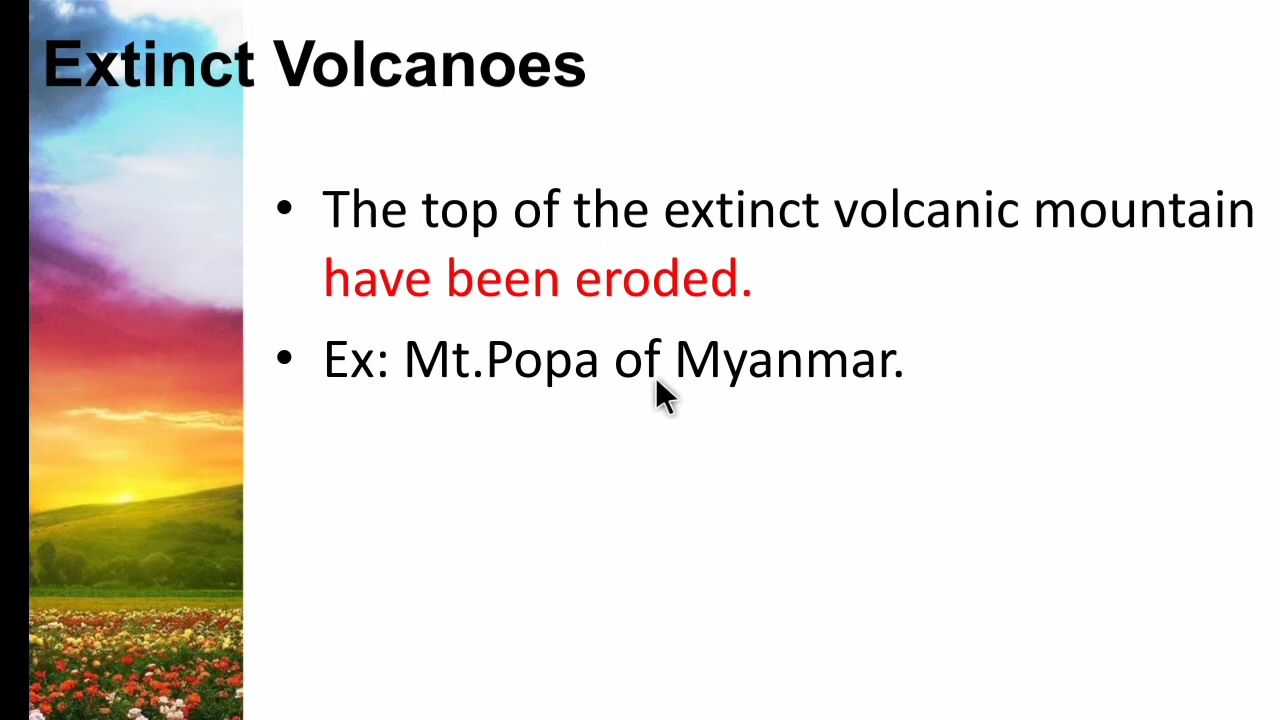 Extinct Volcanoes
• The top of the extinct volcanic mountain
have been eroded.
• Ex: Mt.Popa of Myanmar.